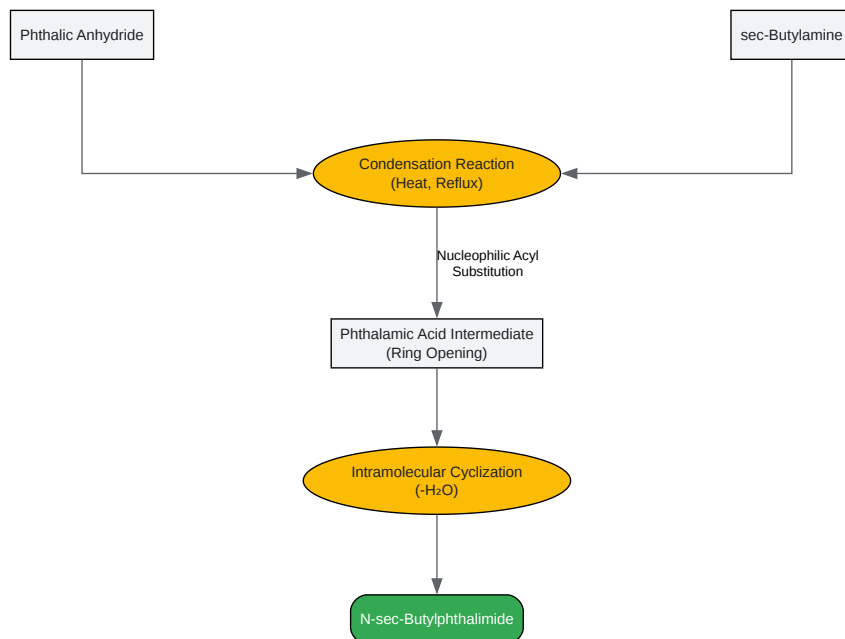 Phthalic Anhydride
sec-Butylamine
Condensation Reaction
(Heat, Reflux)
Nucleophilic Acyl
Substitution
Phthalamic Acid Intermediate
(Ring Opening)
Intramolecular Cyclization
(-H₂O)
N-sec-Butylphthalimide